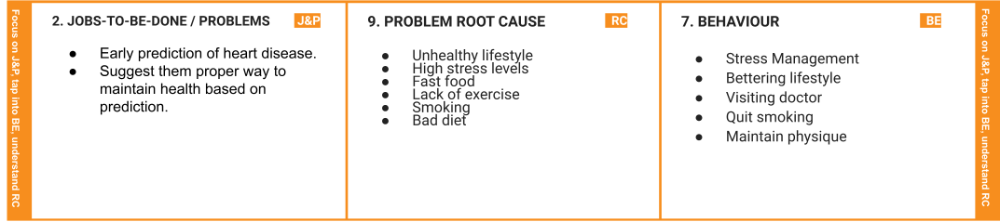 Focus on J&P, tap into BE, understand RC
2. JOBS-TO-BE-DONE / PROBLEMS J&P
● Early prediction of heart disease.
● Suggest them proper way to
maintain health based on
prediction.
9. PROBLEM ROOT CAUSE RC
● Unhealthy lifestyle
● High stress levels
● Fast food
● Lack of exercise
● Smoking
● Bad diet
7. BEHAVIOUR BE
● Stress Management
● Bettering lifestyle
● Visiting doctor
● Quit smoking
● Maintain physique
Focus on J&P, tap into BE, understand RC